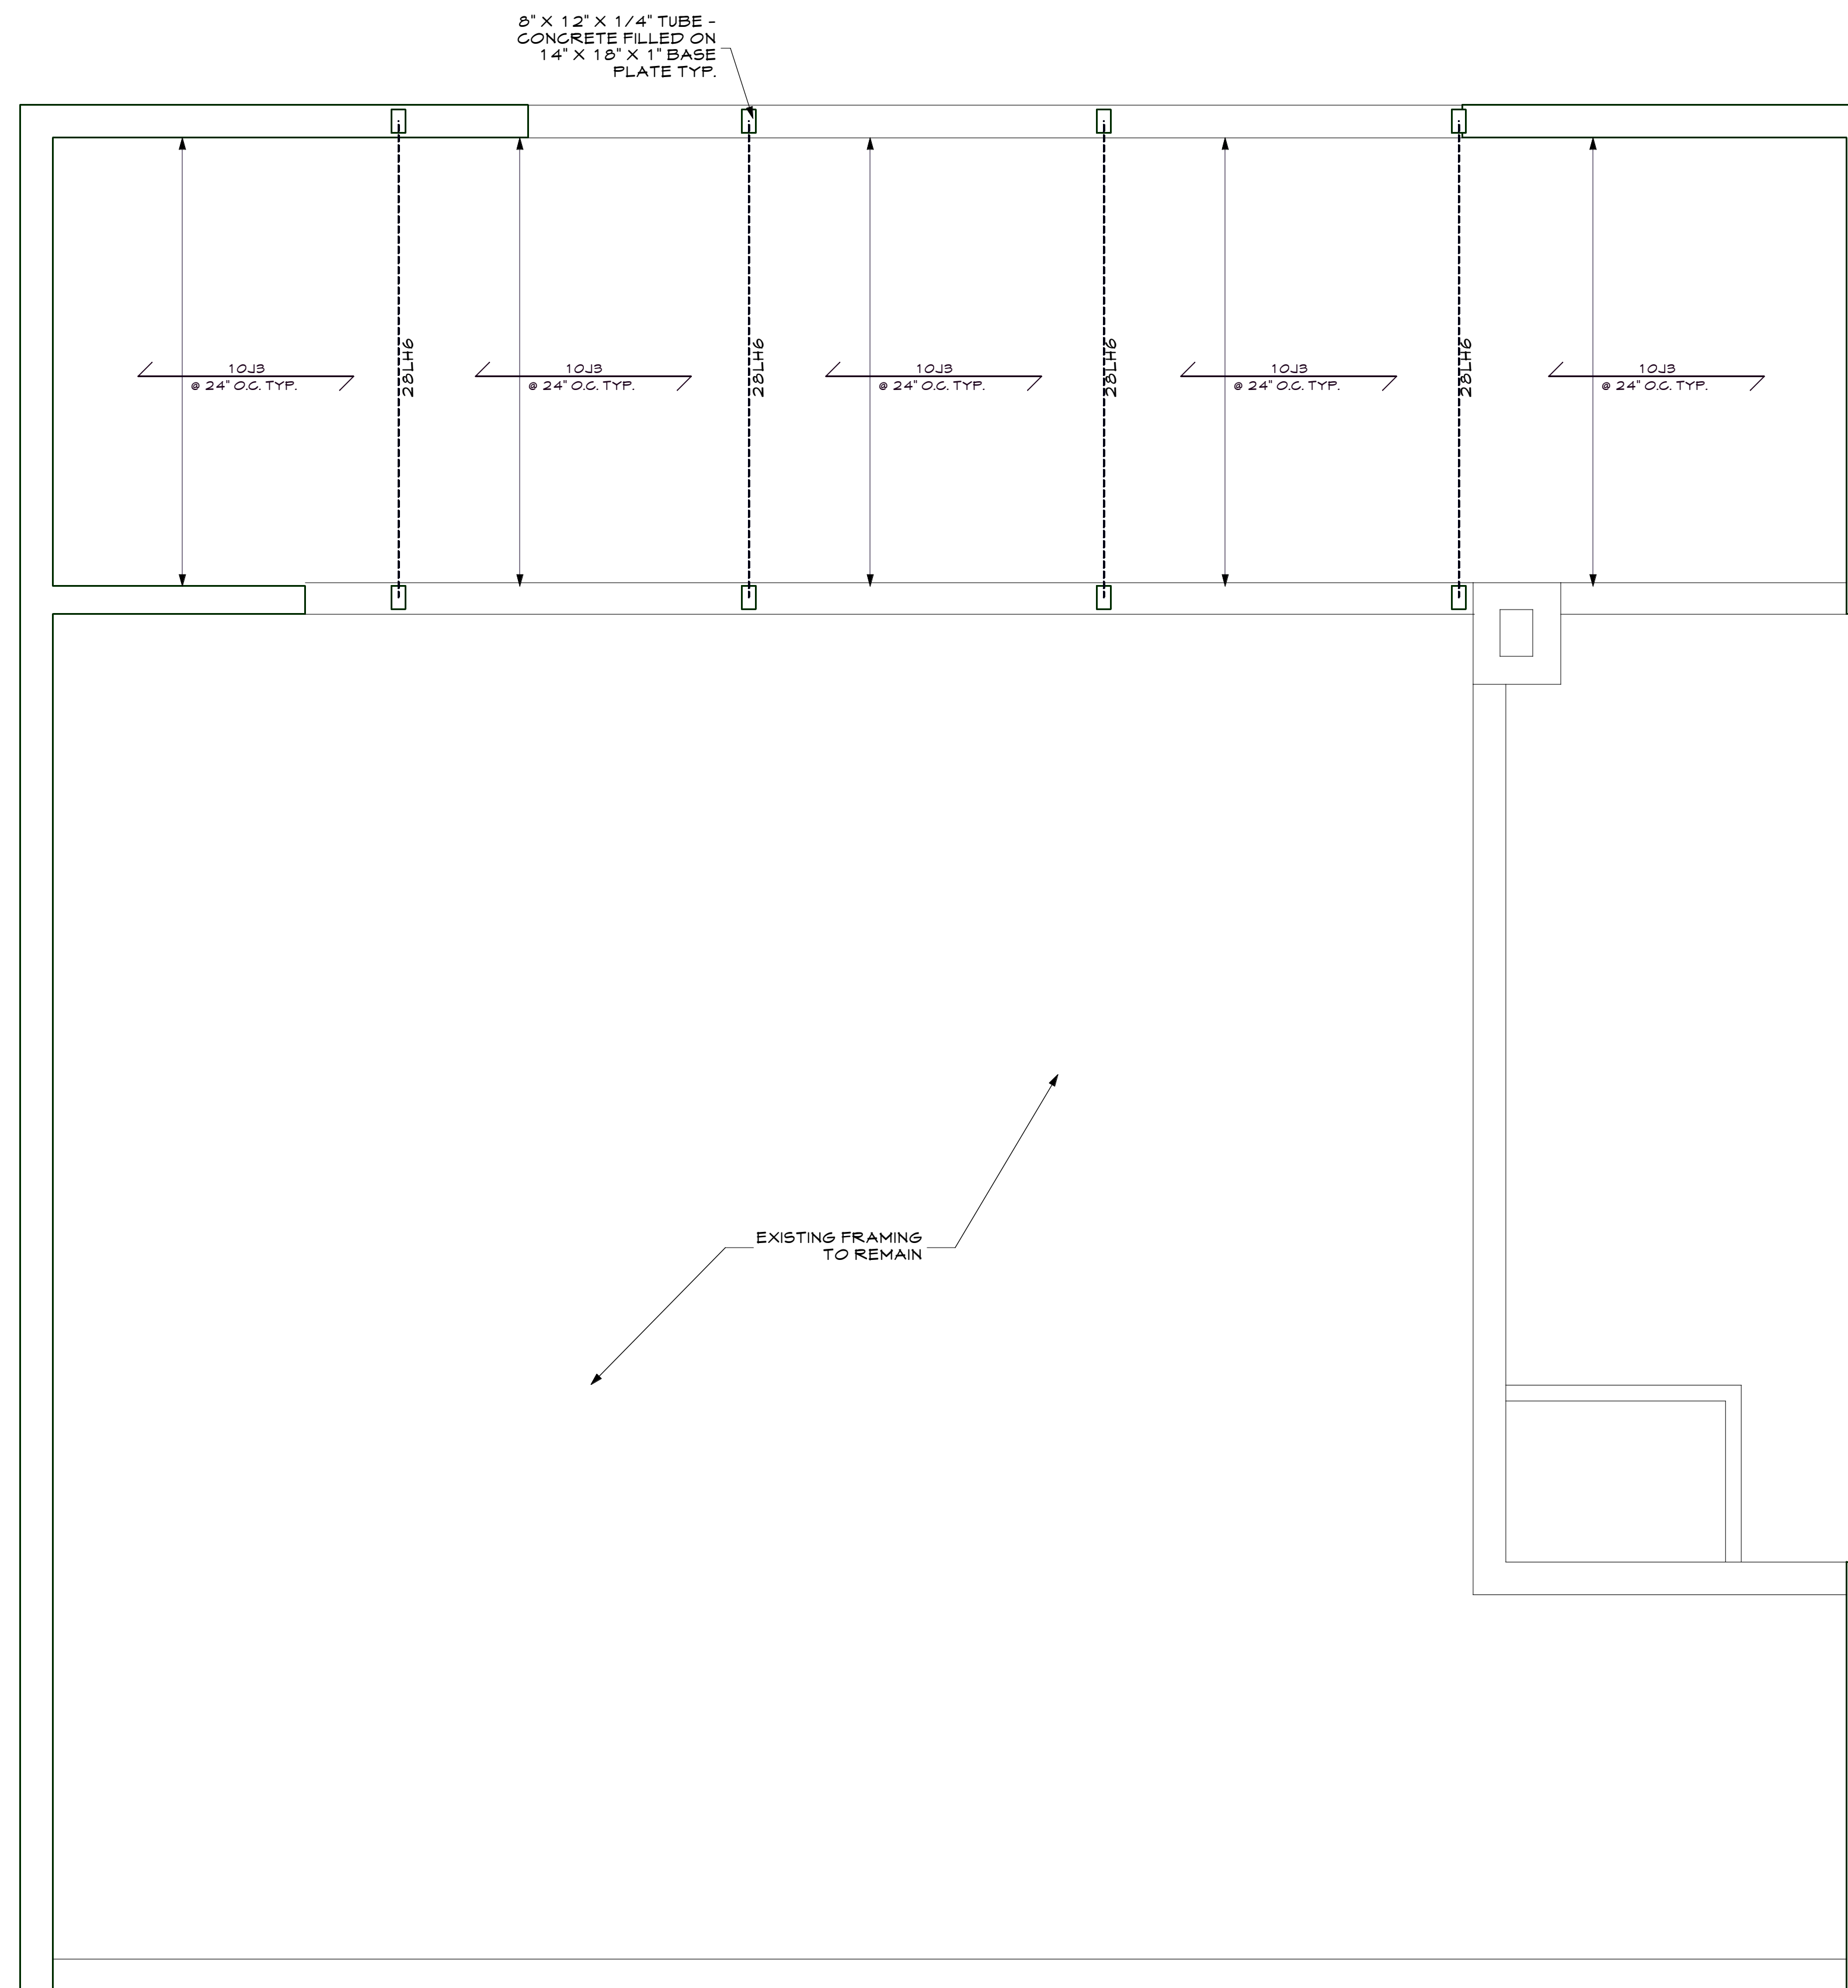 8" X 12" X 1/4" TUBE -
CONCRETE FILLED ON
14" X 18" X 1" BASE
PLATE TYP.
10J3
@ 24" O.C. TYP.
28LH6
10J3
@ 24" O.C. TYP.
28LH6
10J3
@ 24" O.C. TYP.
28LH6
10J3
@ 24" O.C. TYP.
28LH6
10J3
@ 24" O.C. TYP.
EXISTING FRAMING
TO REMAIN